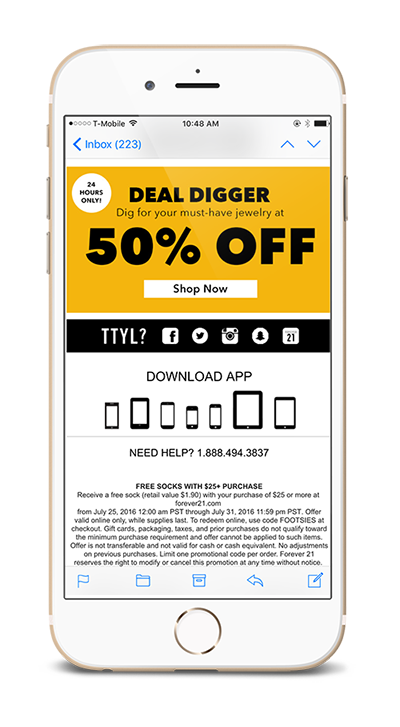 T-Mobile 10:48 AM
Inbox (223)
24
HOURS
ONLY!
DEAL DIGGER
Dig for your must-have jewelry at
50% OFF
Shop Now
TTYL?
21
DOWNLOAD APP
NEED HELP? 1.888.494.3837
FREE SOCKS WITH $25+ PURCHASE
Receive a free sock (retail value $1.90) with your purchase of $25 or more at
forever21.com
from July 25, 2016 12:00 am PST through July 31, 2016 11:59 pm PST. Offer
valid online only, while supplies last. To redeem online, use code FOOTSIES at
checkout. Gift cards, packaging, taxes, and prior purchases do not qualify toward
the minimum purchase requirement and offer cannot be applied to such items.
Offer is not transferable and not valid for cash or cash equivalent. No adjustments
on previous purchases. Limit one promotional code per order. Forever 21
reserves the right to modify or cancel this promotion at any time without notice.